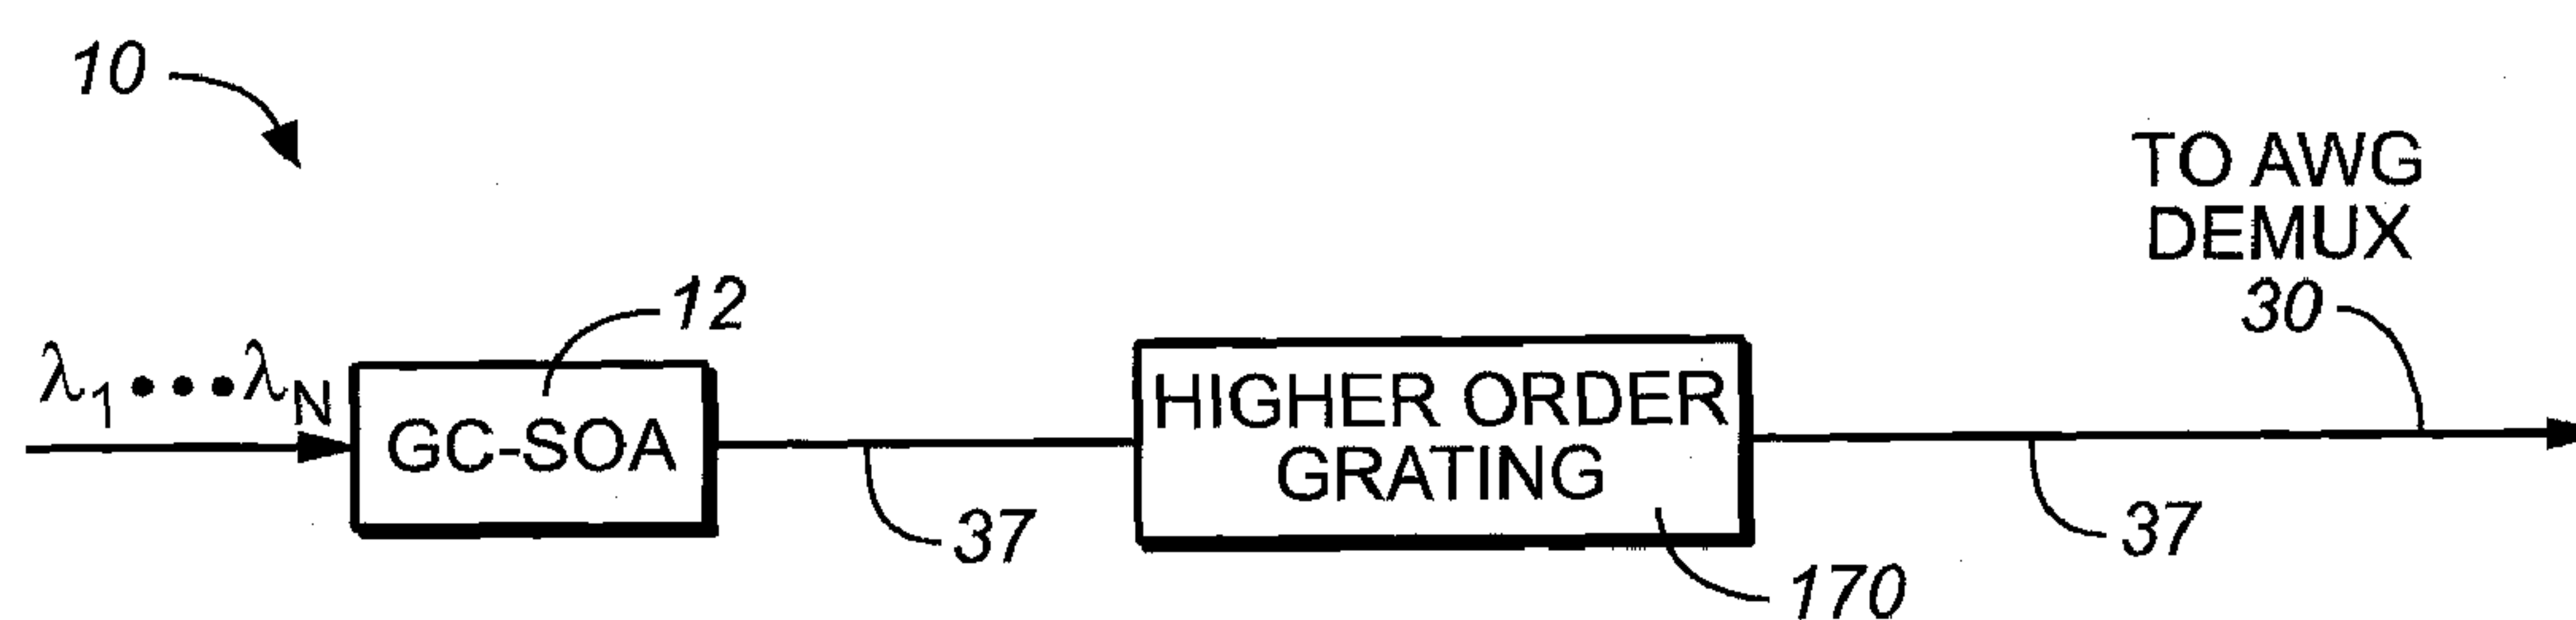 10
TO AWG
DEMUX
30
12
λ1•••λN
GC-SOA
HIGHER ORDER
GRATING
37
37
170